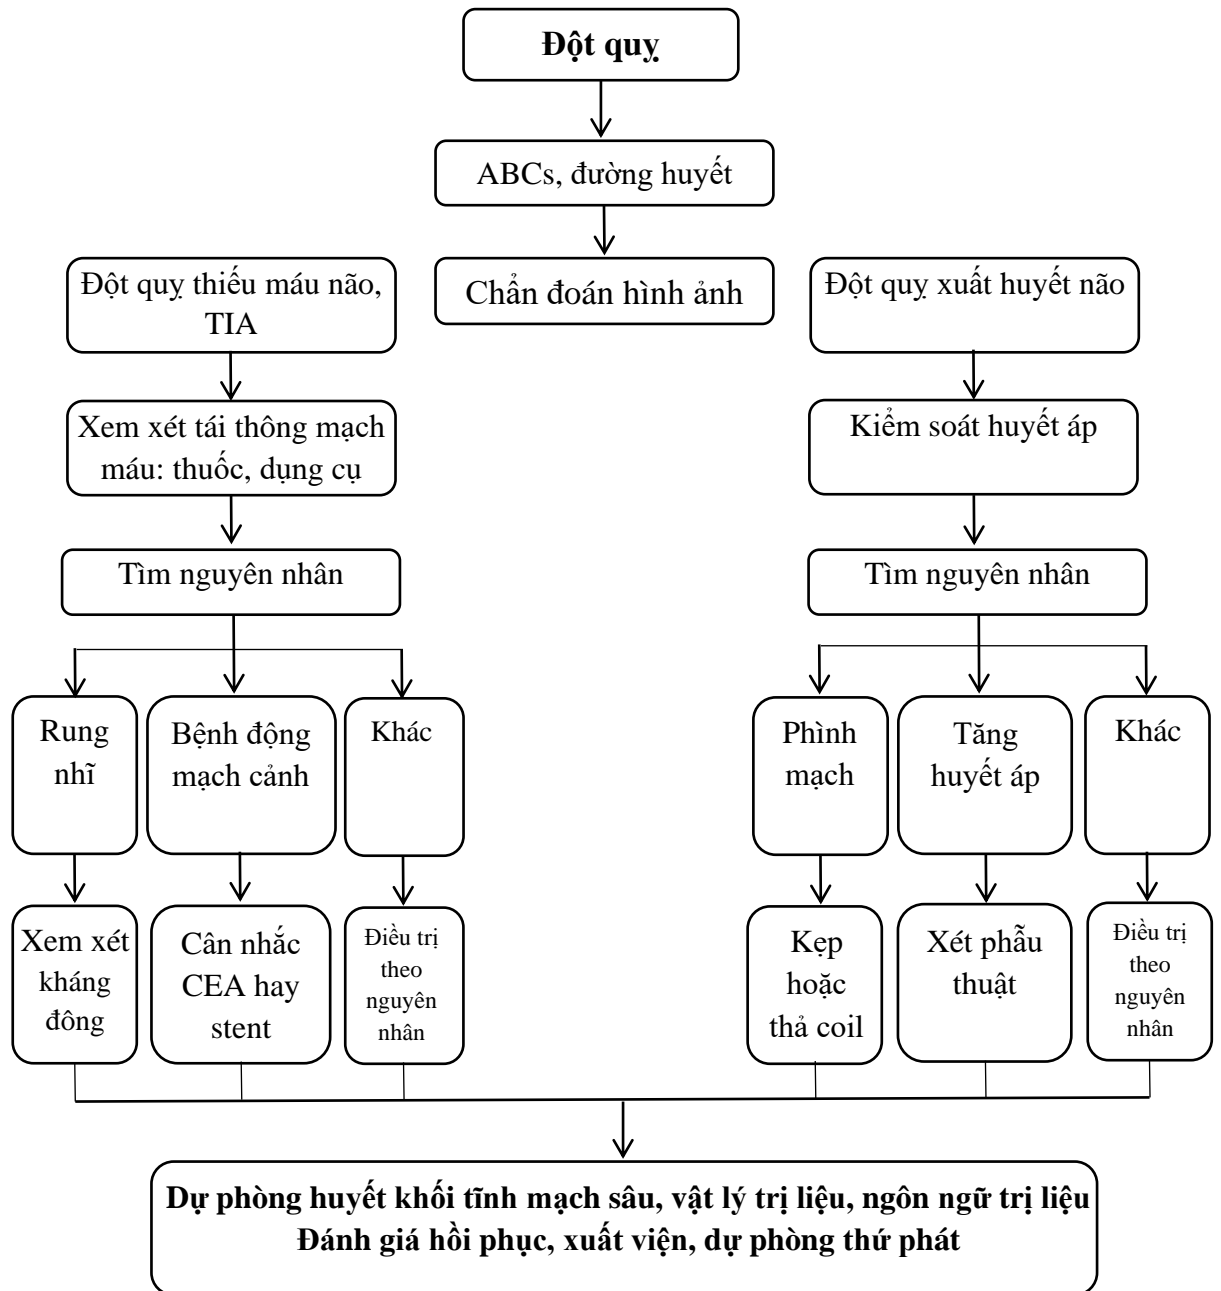 Đột quỵ
ABCs, đường huyết
Chẩn đoán hình ảnh
Đột quỵ thiếu máu não,
TIA
Xem xét tái thông mạch
máu: thuốc, dụng cụ
Tìm nguyên nhân
Rung
nhĩ
Bệnh động
mạch cảnh
Khác
Xem xét
kháng
đông
Cân nhắc
CEA hay
stent
Điều trị
theo
nguyên
nhân
Đột quỵ xuất huyết não
Kiểm soát huyết áp
Tìm nguyên nhân
Phình
mạch
Tăng
huyết áp
Khác
Kẹp
hoặc
thả coil
Xét phẫu
thuật
Điều trị
theo
nguyên
nhân
Dự phòng huyết khối tĩnh mạch sâu, vật lý trị liệu, ngôn ngữ trị liệu
Đánh giá hồi phục, xuất viện, dự phòng thứ phát